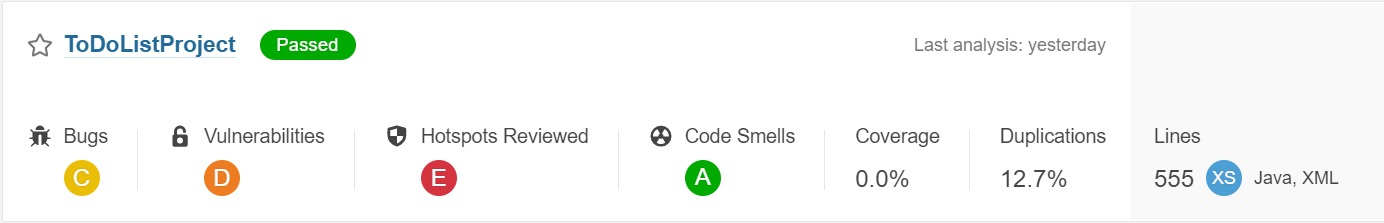 ToDoListProject Passed Last analysis: yesterday
Bugs Vulnerabilities Hotspots Reviewed Code Smells Coverage Duplications Lines
C D E A 0.0% 12.7% 555 XS Java, XML